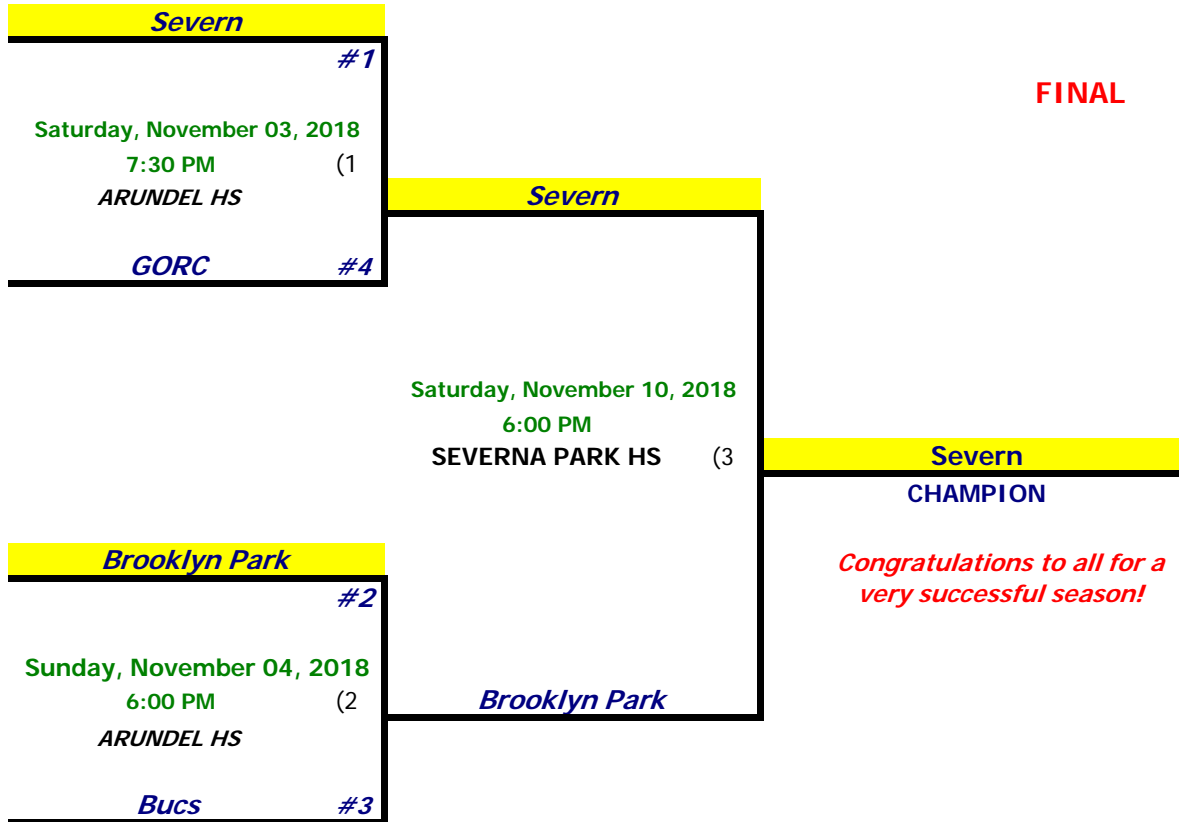 Severn
#1
FINAL
Saturday, November 03, 2018
7:30 PM (1
ARUNDEL HS
Severn
GORC #4
Saturday, November 10, 2018
6:00 PM
SEVERNA PARK HS (3
Severn
CHAMPION
Brooklyn Park
Congratulations to all for a
very successful season!
#2
Sunday, November 04, 2018
6:00 PM (2
Brooklyn Park
ARUNDEL HS
Bucs #3